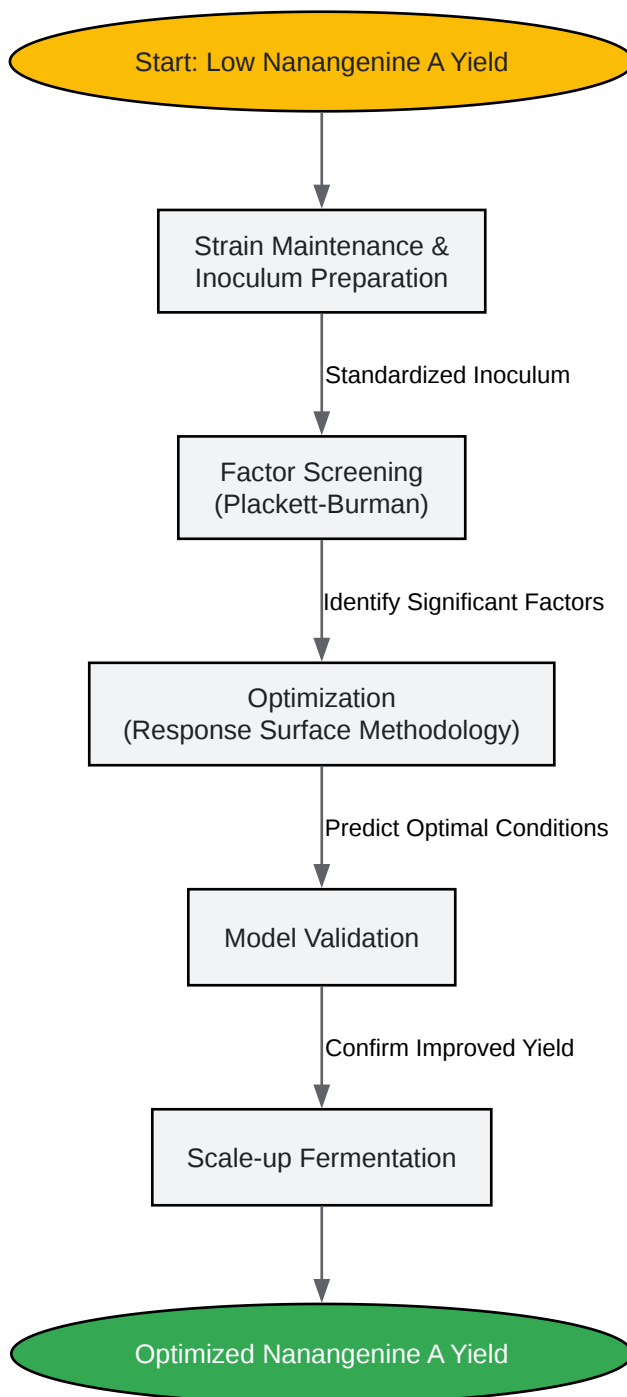 Start: Low Nanangenine A Yield
Strain Maintenance &
Inoculum Preparation
Standardized Inoculum
Factor Screening
(Plackett-Burman)
Identify Significant Factors
Optimization
(Response Surface Methodology)
Predict Optimal Conditions
Model Validation
Confirm Improved Yield
Scale-up Fermentation
Optimized Nanangenine A Yield